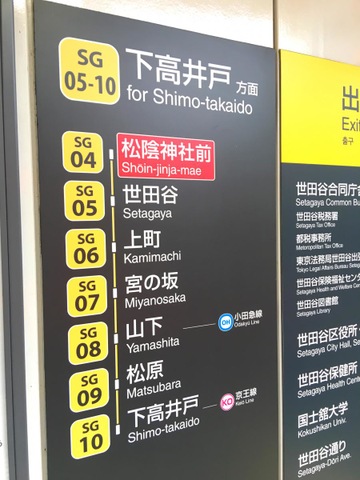 SG
05-10
下高井戸 方面
for Shimo-takaido
SG
04
松陰神社前
Shōin-jinja-mae
SG
05
世田谷
Setagaya
SG
06
上町
Kamimachi
SG
07
宮の坂
Miyanosaka
SG
08
山下
Yamashita
OH
小田急線
Odakyu Line
SG
09
松原
Matsubara
SG
10
下高井戸
Shimo-takaido
KO
京王線
Keio Line
出
Exit
출구
世田谷合同庁
Setagaya Common Bu
世田谷税務署
Setagaya Tax Office
都税事務所
Metropolitan Tax Office
東京法務局世田谷出張
Tokyo Legal Affairs Bureau Setag
世田谷保健福祉センタ
Setagaya Health and Welfare Cen
世田谷図書館
Setagaya Library
世田谷区役所・
Setagaya City Hall, Se
世田谷保健所
Setagaya Health Cente
国士舘大学
Kokushikan Univ.
世田谷通り
Setagaya-Dōri Ave.